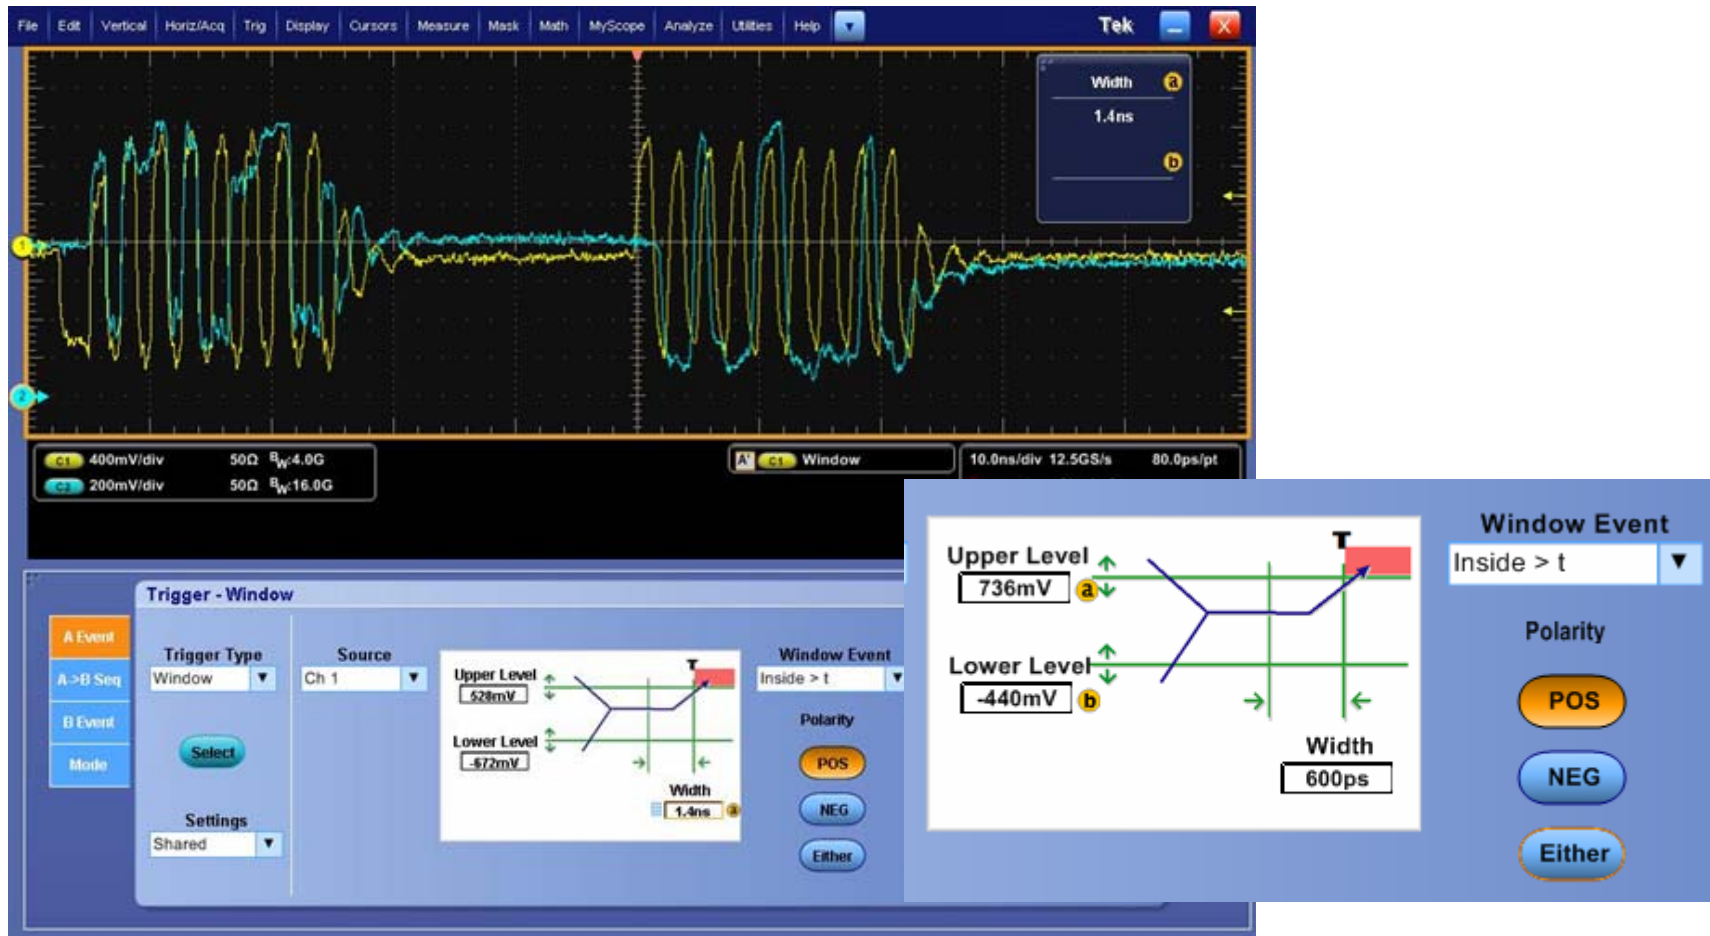 File Edit Vertical Horiz/Acq Trig Display Cursors Measure Mask Math MyScope Analyze Utilities Help Tek X
Width a
1.4ns
b
1
2
C1 400mV/div 50Ω BW:4.0G
C2 200mV/div 50Ω BW:16.0G
A' C1 Window
10.0ns/div 12.5GS/s 80.0ps/pt
Trigger - Window
A Event
A->B Seq
B Event
Mode
Trigger Type
Window
Select
Settings
Shared
Source
Ch 1
Upper Level
528mV
Lower Level
-672mV
T
Width
1.4ns a
Window Event
Inside > t
Polarity
POS
NEG
Either
Upper Level
736mV a
Lower Level
-440mV b
T
Width
600ps
Window Event
Inside > t
Polarity
POS
NEG
Either